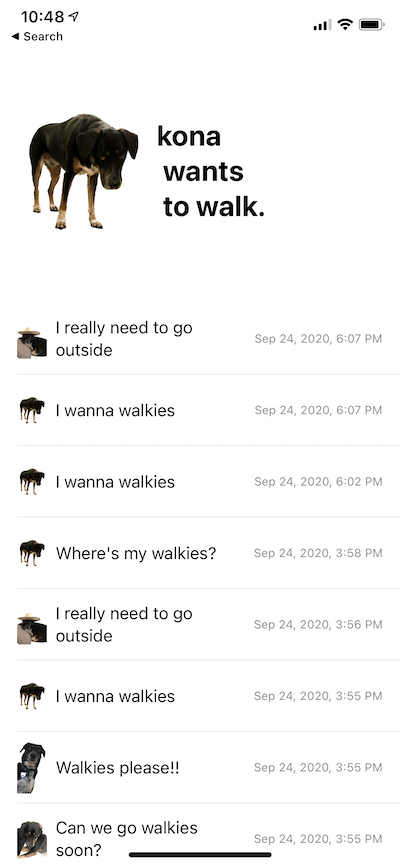 10:48
Search
kona
wants
to walk.
I really need to go
outside
Sep 24, 2020, 6:07 PM
I wanna walkies
Sep 24, 2020, 6:07 PM
I wanna walkies
Sep 24, 2020, 6:02 PM
Where's my walkies?
Sep 24, 2020, 3:58 PM
I really need to go
outside
Sep 24, 2020, 3:56 PM
I wanna walkies
Sep 24, 2020, 3:55 PM
Walkies please!!
Sep 24, 2020, 3:55 PM
Can we go walkies
soon?
Sep 24, 2020, 3:55 PM